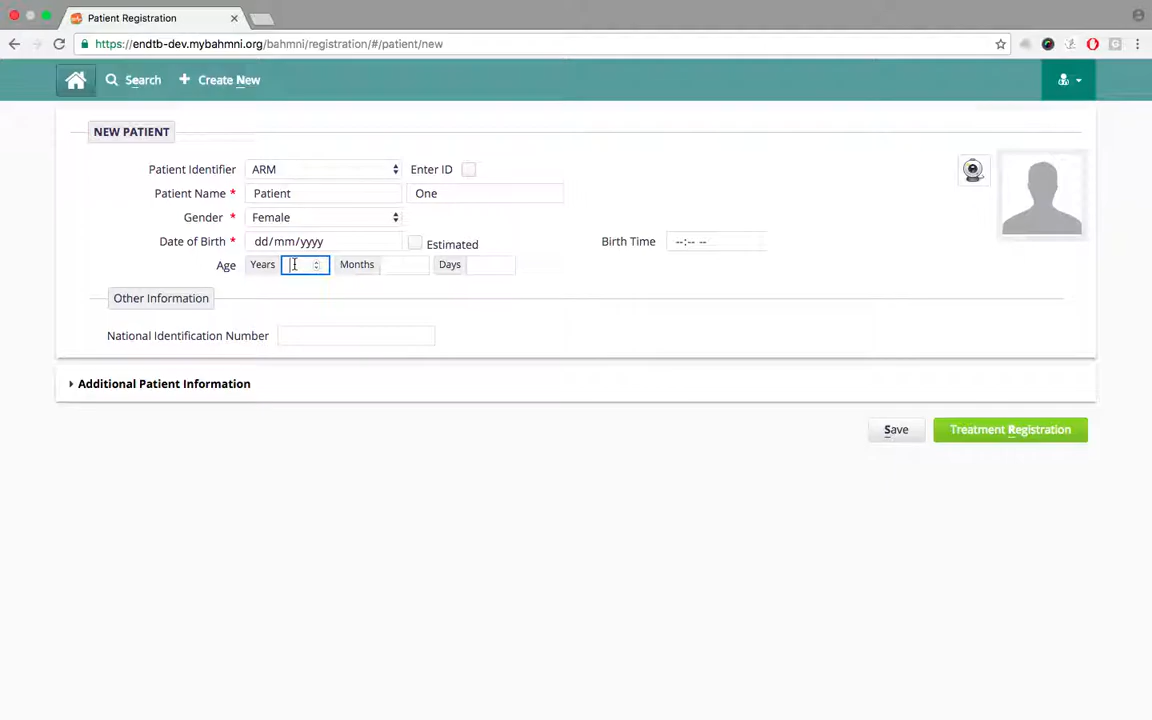 Patient Registration
https://endtb-dev.mybahmni.org/bahmni/registration/#/patient/new
Search + Create New
NEW PATIENT
Patient Identifier ARM Enter ID
Patient Name * Patient One
Gender * Female
Date of Birth * dd/mm/yyyy Estimated Birth Time --:-- --
Age Years Months Days
Other Information
National Identification Number
Additional Patient Information
Save Treatment Registration